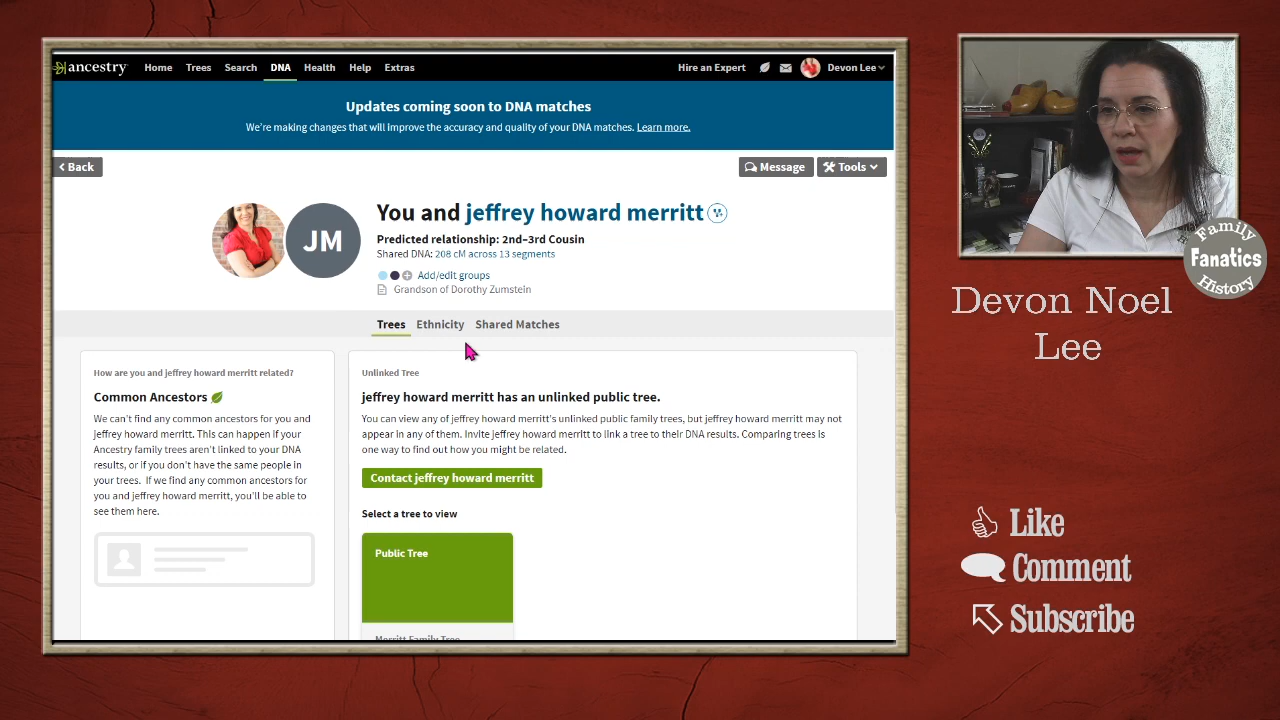 ancestry Home Trees Search DNA Health Help Extras Hire an Expert Devon Lee
Updates coming soon to DNA matches
We're making changes that will improve the accuracy and quality of your DNA matches. Learn more.
Back Message Tools
JM
You and jeffrey howard merritt
Predicted relationship: 2nd–3rd Cousin
Shared DNA: 208 cM across 13 segments
Add/edit groups
Grandson of Dorothy Zumstein
Trees Ethnicity Shared Matches
How are you and jeffrey howard merritt related?
Common Ancestors
We can't find any common ancestors for you and
jeffrey howard merritt. This can happen if your
Ancestry family trees aren't linked to your DNA
results, or if you don't have the same people in
your trees. If we find any common ancestors for
you and jeffrey howard merritt, you'll be able to
see them here.
Unlinked Tree
jeffrey howard merritt has an unlinked public tree.
You can view any of jeffrey howard merritt's unlinked public family trees, but jeffrey howard merritt may not
appear in any of them. Invite jeffrey howard merritt to link a tree to their DNA results. Comparing trees is
one way to find out how you might be related.
Contact jeffrey howard merritt
Select a tree to view
Public Tree
Merritt Family Tree
Family
Fanatics
History
Devon Noel
Lee
Like
Comment
Subscribe